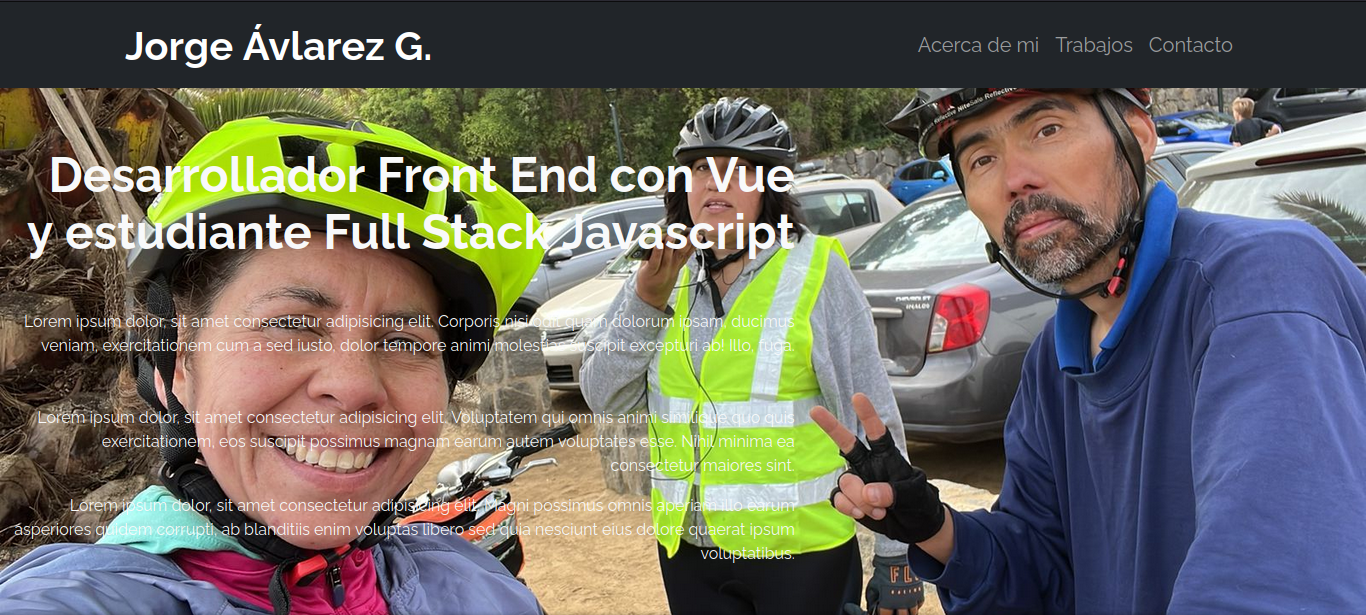 Jorge Ávlarez G.
Acerca de mi Trabajos Contacto
Desarrollador Front End con Vue
y estudiante Full Stack Javascript
Lorem ipsum dolor, sit amet consectetur adipisicing elit. Corporis nisi odit quam dolorum ipsam, ducimus
veniam, exercitationem cum a sed iusto, dolor tempore animi molestias suscipit excepturi ab! Illo, fuga.
Lorem ipsum dolor, sit amet consectetur adipisicing elit. Voluptatem qui omnis animi similique quo quis
exercitationem, eos suscipit possimus magnam earum autem voluptates esse. Nihil minima ea
consectetur maiores sint.
Lorem ipsum dolor, sit amet consectetur adipisicing elit. Magni possimus omnis aperiam illo earum
asperiores quidem corrupti, ab blanditiis enim voluptas libero sed quia nesciunt eius dolore quaerat ipsum
voluptatibus.
CHEVROLET